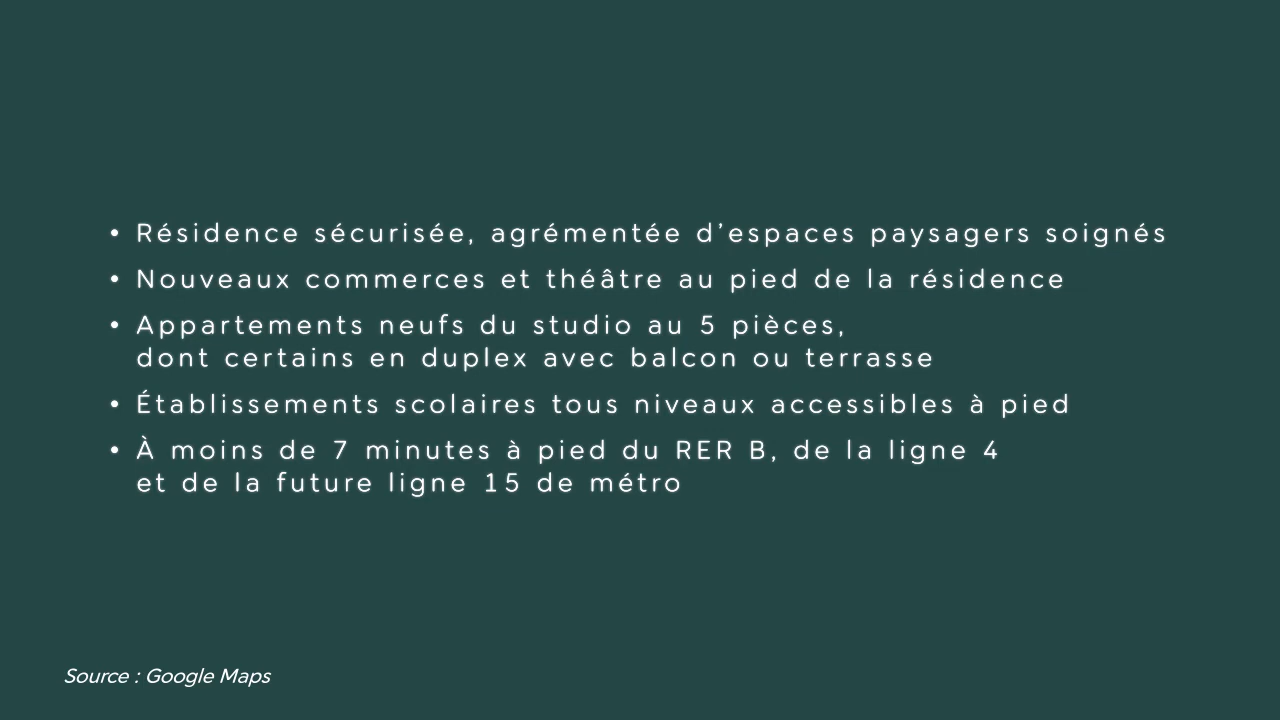 • Résidence sécurisée, agrémentée d’espaces paysagers soignés
• Nouveaux commerces et théâtre au pied de la résidence
• Appartements neufs du studio au 5 pièces,
dont certains en duplex avec balcon ou terrasse
• Établissements scolaires tous niveaux accessibles à pied
• À moins de 7 minutes à pied du RER B, de la ligne 4
et de la future ligne 15 de métro
Source : Google Maps